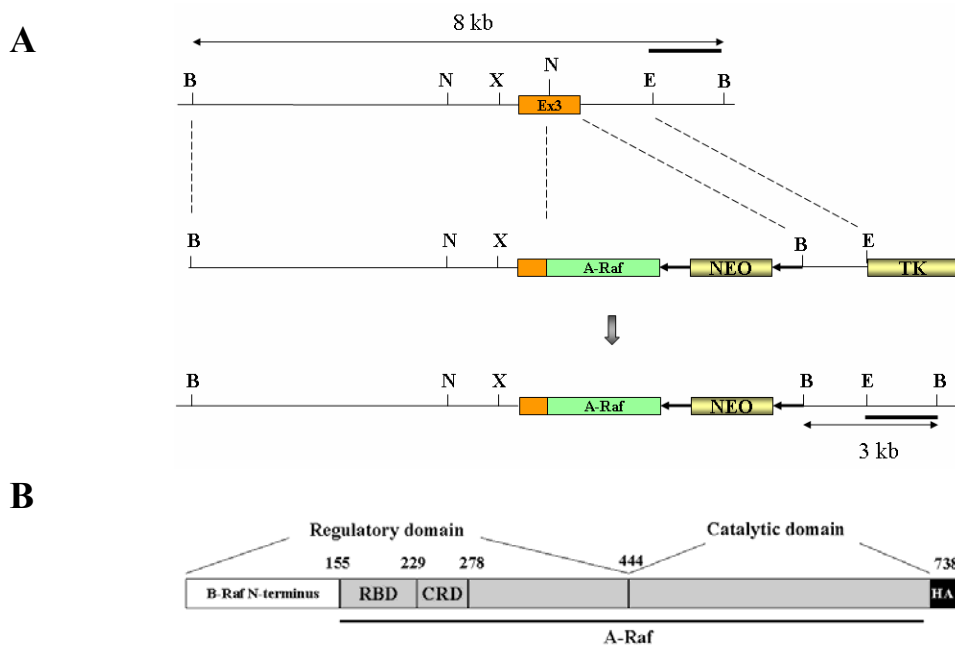 A
8 kb
B N X N E B
Ex3
B N X B E
A-Raf NEO TK
B N X B E B
A-Raf NEO
3 kb
B
Regulatory domain Catalytic domain
155 229 278 444 738
B-Raf N-terminus RBD CRD HA
A-Raf